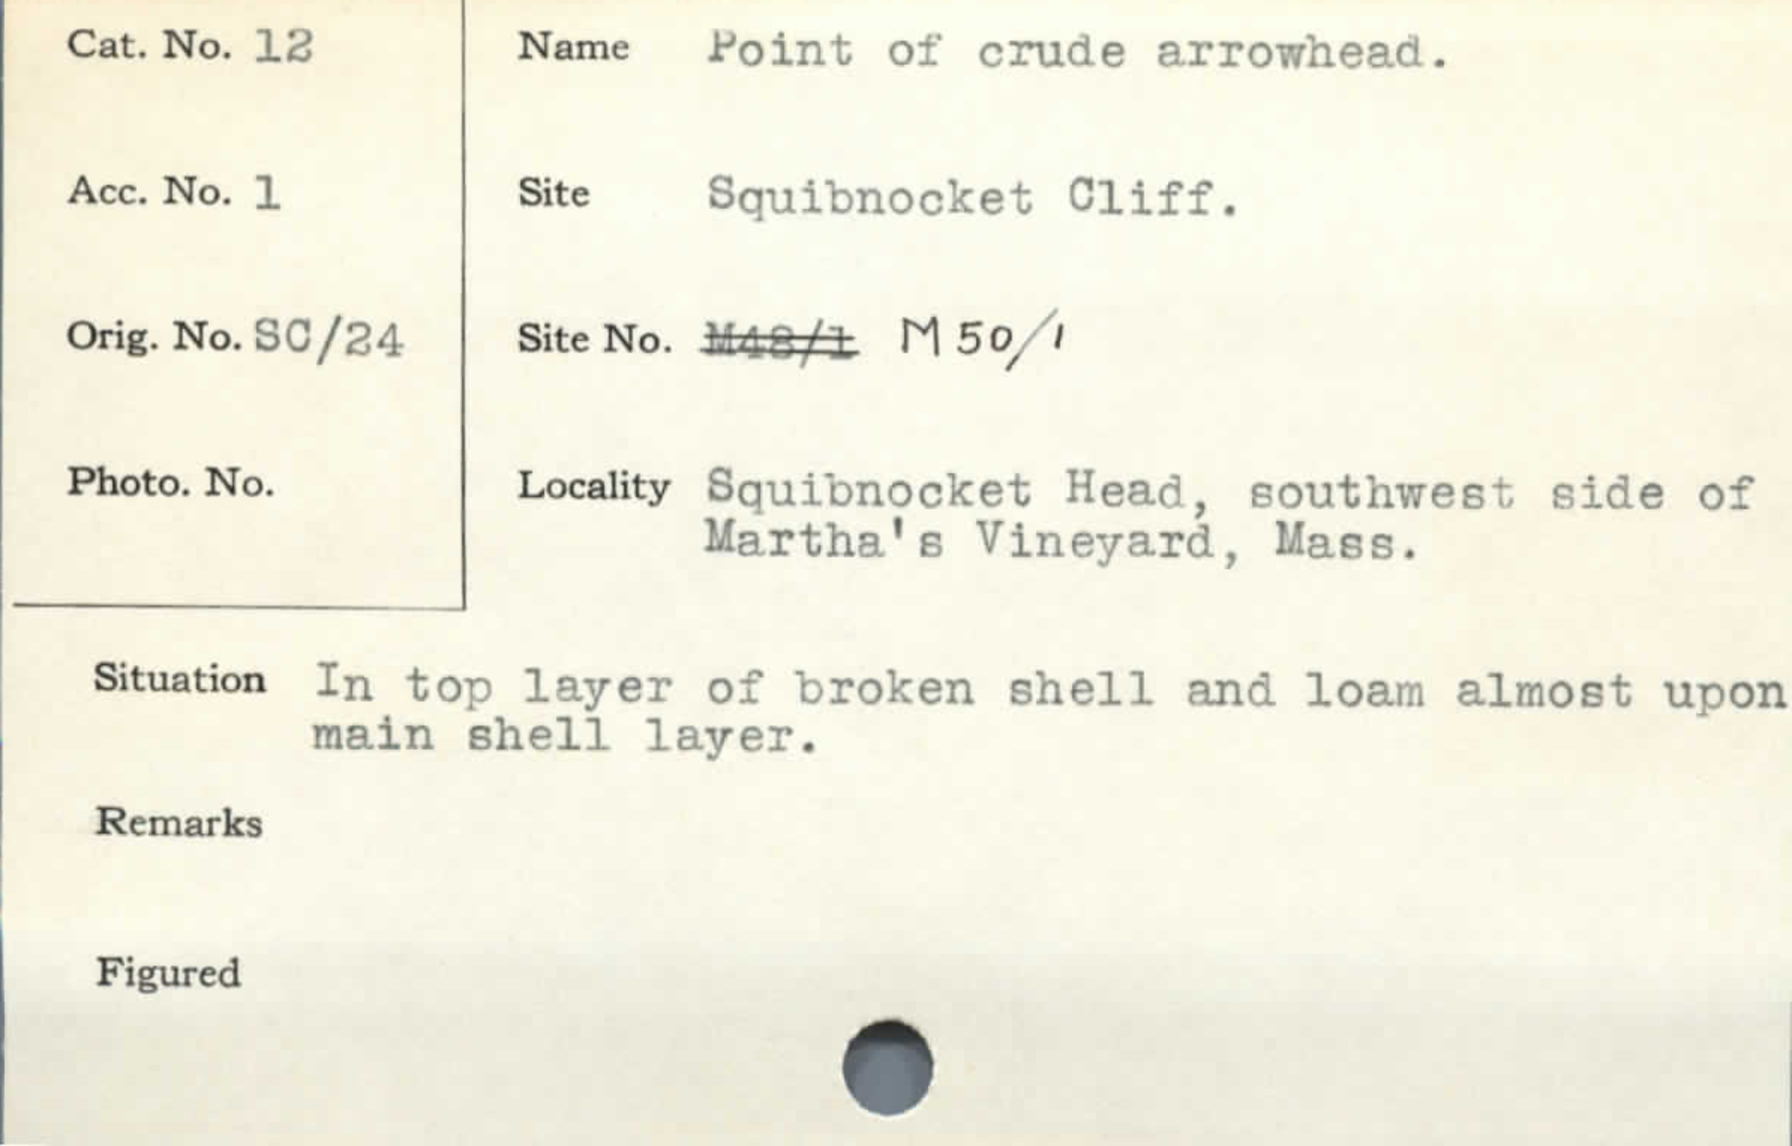 Cat. No. 12
Name Point of crude arrowhead.
Acc. No. 1
Site Squibnocket Cliff.
Orig. No. SC/24
Site No. M48/1 M50/1
Photo. No.
Locality Squibnocket Head, southwest side of
Martha's Vineyard, Mass.
Situation In top layer of broken shell and loam almost upon
main shell layer.
Remarks
Figured